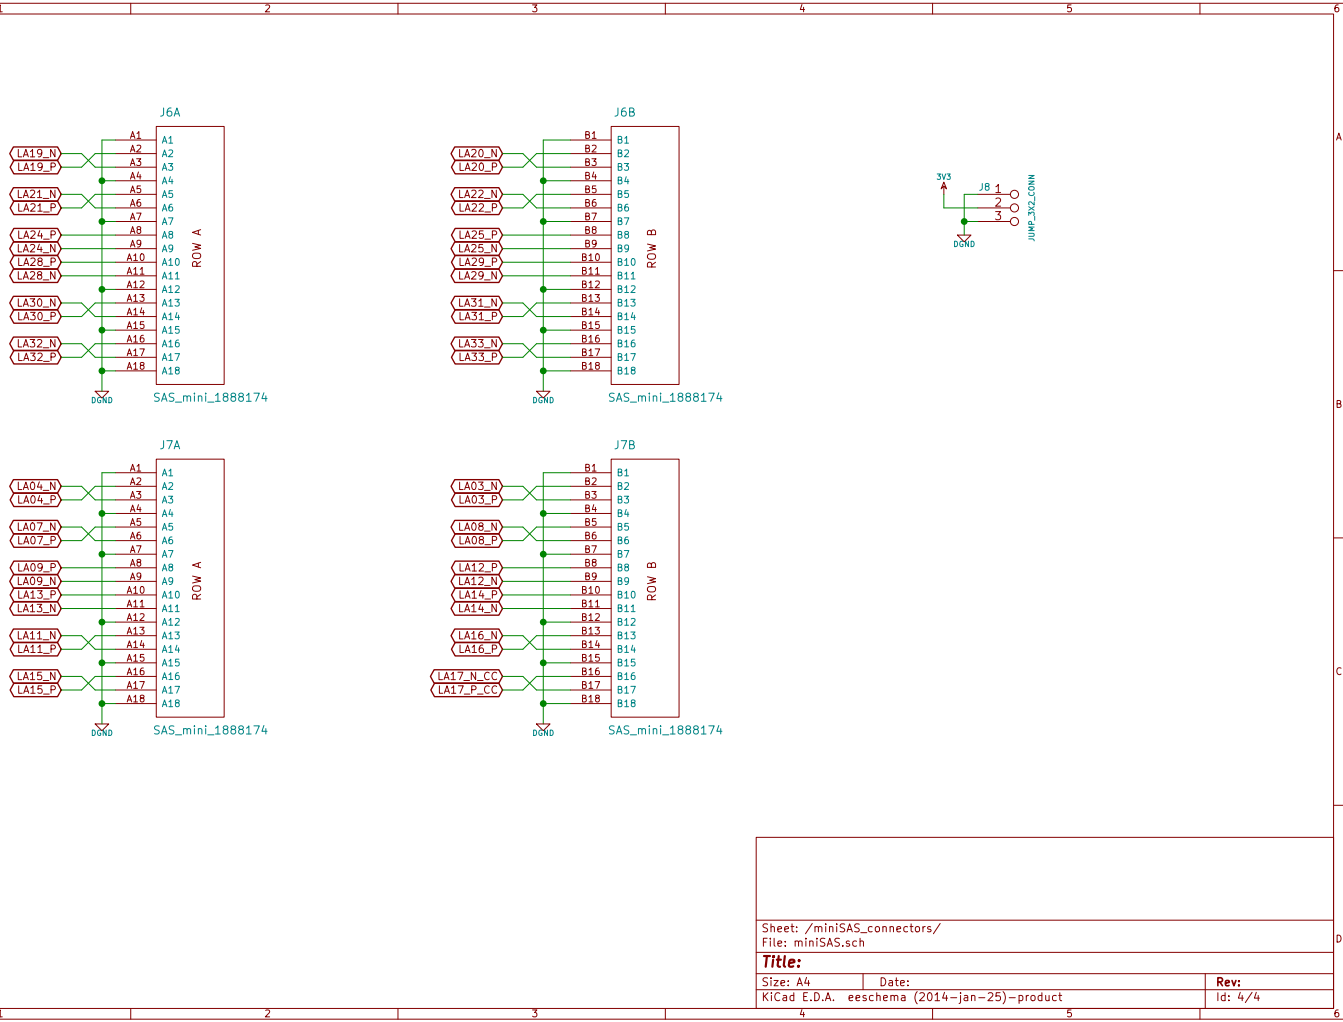 2 3 4 5 6
A
B
C
D
J6A
LA19_N
LA19_P
LA21_N
LA21_P
LA24_P
LA24_N
LA28_P
LA28_N
LA30_N
LA30_P
LA32_N
LA32_P
A1 A1
A2 A2
A3 A3
A4 A4
A5 A5
A6 A6
A7 A7
A8 A8
A9 A9
A10 A10
A11 A11
A12 A12
A13 A13
A14 A14
A15 A15
A16 A16
A17 A17
A18 A18
ROW A
DGND
SAS_mini_1888174
J6B
LA20_N
LA20_P
LA22_N
LA22_P
LA25_P
LA25_N
LA29_P
LA29_N
LA31_N
LA31_P
LA33_N
LA33_P
B1 B1
B2 B2
B3 B3
B4 B4
B5 B5
B6 B6
B7 B7
B8 B8
B9 B9
B10 B10
B11 B11
B12 B12
B13 B13
B14 B14
B15 B15
B16 B16
B17 B17
B18 B18
ROW B
DGND
SAS_mini_1888174
3V3
J8
1
2
3
JUMP_3X2_CONN
DGND
J7A
LA04_N
LA04_P
LA07_N
LA07_P
LA09_P
LA09_N
LA13_P
LA13_N
LA11_N
LA11_P
LA15_N
LA15_P
A1 A1
A2 A2
A3 A3
A4 A4
A5 A5
A6 A6
A7 A7
A8 A8
A9 A9
A10 A10
A11 A11
A12 A12
A13 A13
A14 A14
A15 A15
A16 A16
A17 A17
A18 A18
ROW A
DGND
SAS_mini_1888174
J7B
LA03_N
LA03_P
LA08_N
LA08_P
LA12_P
LA12_N
LA14_P
LA14_N
LA16_N
LA16_P
LA17_N_CC
LA17_P_CC
B1 B1
B2 B2
B3 B3
B4 B4
B5 B5
B6 B6
B7 B7
B8 B8
B9 B9
B10 B10
B11 B11
B12 B12
B13 B13
B14 B14
B15 B15
B16 B16
B17 B17
B18 B18
ROW B
DGND
SAS_mini_1888174
Sheet: /miniSAS_connectors/
File: miniSAS.sch
Title:
Size: A4 Date: Rev:
KiCad E.D.A. eeschema (2014-jan-25)-product Id: 4/4
2 3 4 5 6